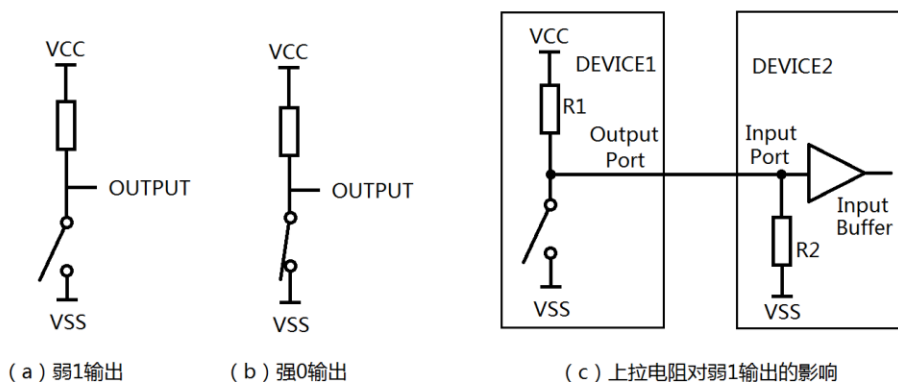 VCC
OUTPUT
VSS
(a)弱1输出
VCC
OUTPUT
VSS
(b)强0输出
VCC
DEVICE1
R1
Output
Port
VSS
DEVICE2
Input
Port
Input
Buffer
R2
VSS
(c)上拉电阻对弱1输出的影响